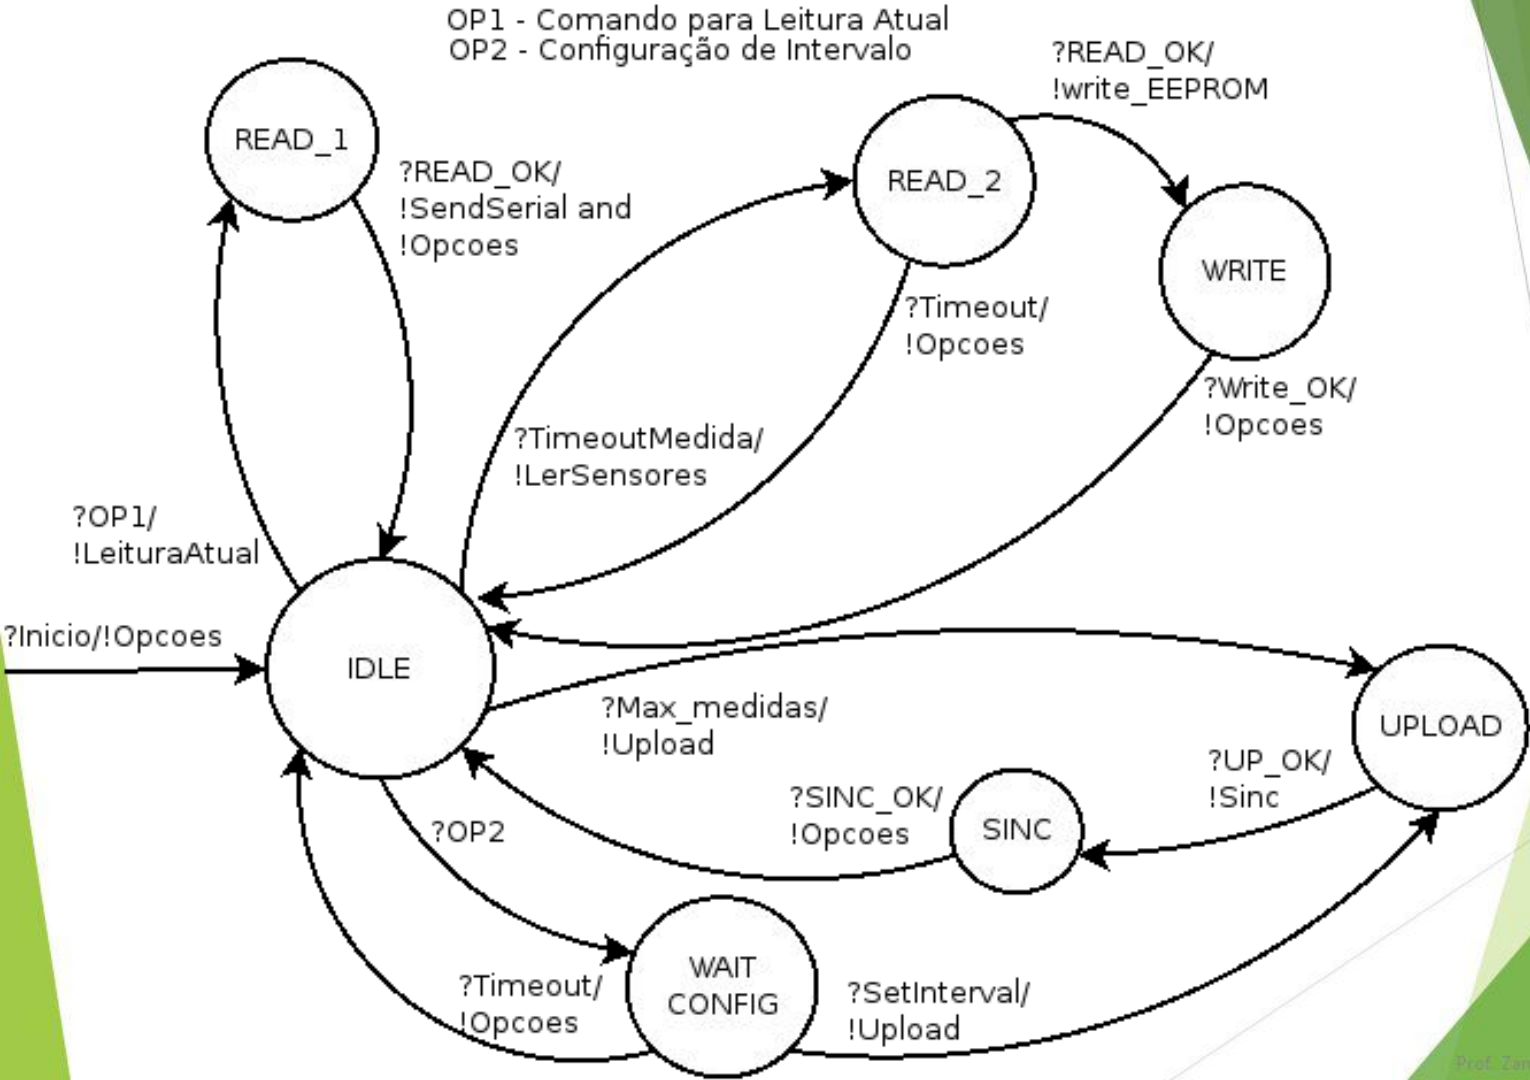 OP1 - Comando para Leitura Atual
OP2 - Configuração de Intervalo
?READ_OK/
!write_EEPROM
READ_1
?READ_OK/
!SendSerial and
!Opcoes
READ_2
WRITE
?Timeout/
!Opcoes
?Write_OK/
!Opcoes
?TimeoutMedida/
!LerSensores
?OP1/
!LeituraAtual
?Inicio/!Opcoes
IDLE
?Max_medidas/
!Upload
UPLOAD
?UP_OK/
!Sinc
?SINC_OK/
!Opcoes
SINC
?OP2
WAIT
CONFIG
?Timeout/
!Opcoes
?SetInterval/
!Upload
Prof.